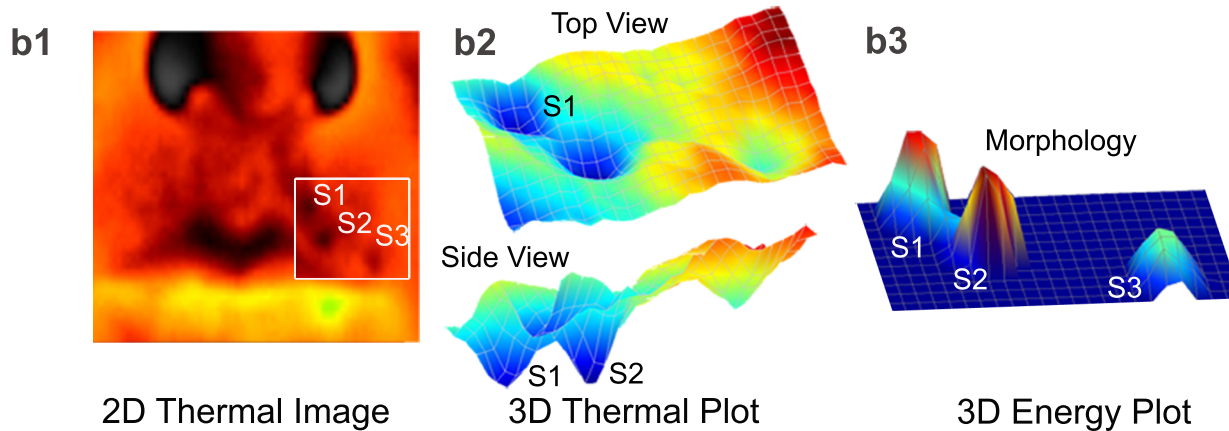 b1
S1
S2
S3
2D Thermal Image
b2
Top View
S1
Side View
S1
S2
3D Thermal Plot
b3
Morphology
S1
S2
S3
3D Energy Plot